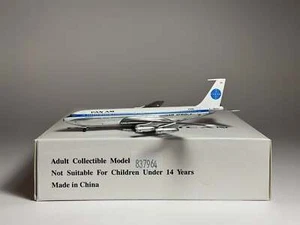 PAN AM
Adult Collectible Model 837964
Not Suitable For Children Under 14 Years
Made in China